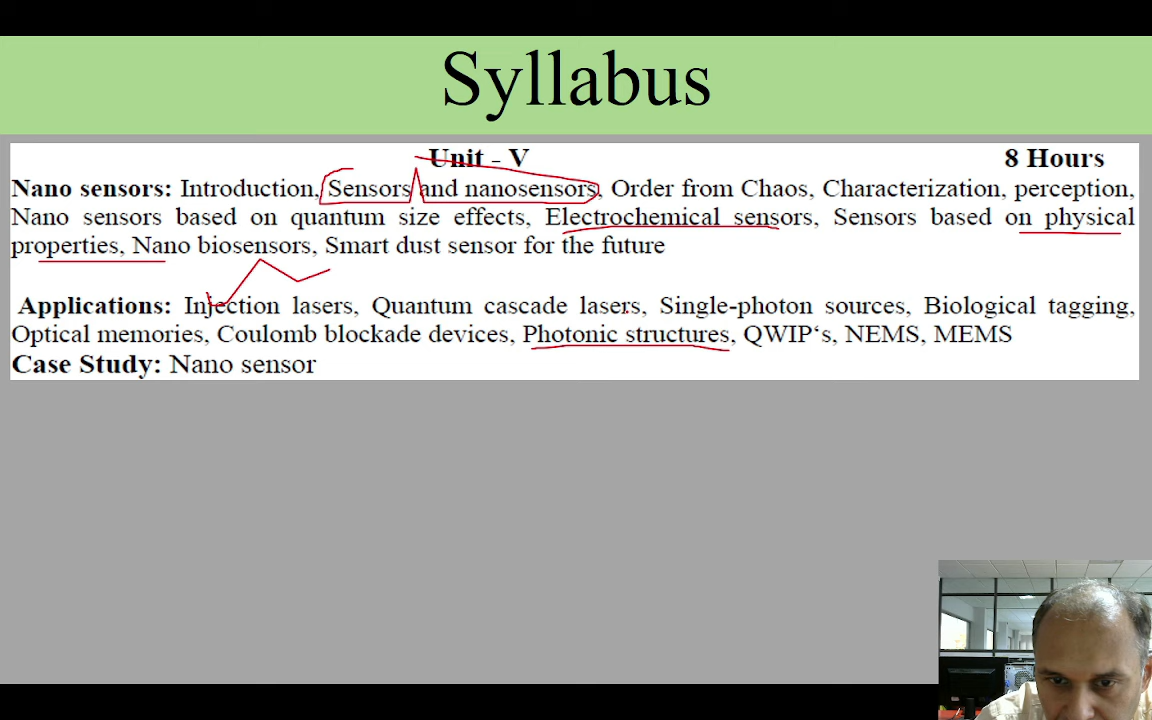 Syllabus
Unit - V 8 Hours
Nano sensors: Introduction, Sensors and nanosensors, Order from Chaos, Characterization, perception,
Nano sensors based on quantum size effects, Electrochemical sensors, Sensors based on physical
properties, Nano biosensors, Smart dust sensor for the future
Applications: Injection lasers, Quantum cascade lasers, Single-photon sources, Biological tagging,
Optical memories, Coulomb blockade devices, Photonic structures, QWIP‘s, NEMS, MEMS
Case Study: Nano sensor